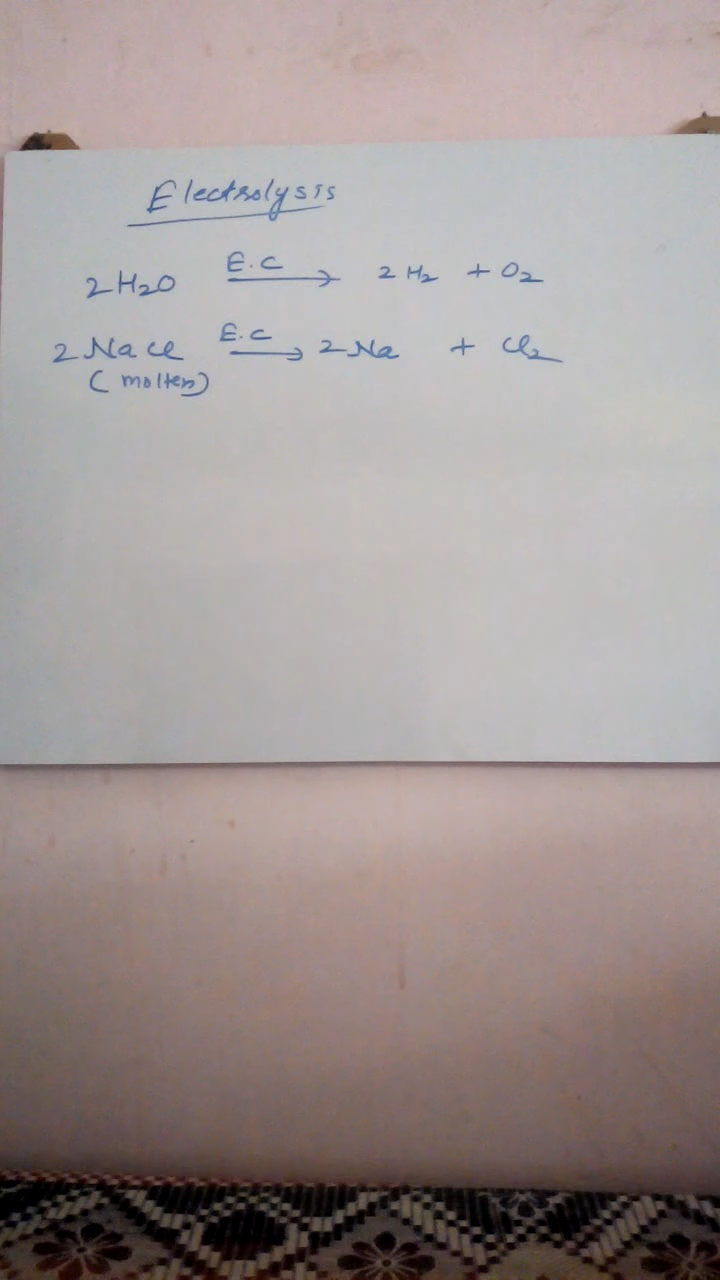 Electrolysis
2H₂O E.C → 2H₂ + O₂
2NaCl E.C → 2Na + Cl₂
(molten)